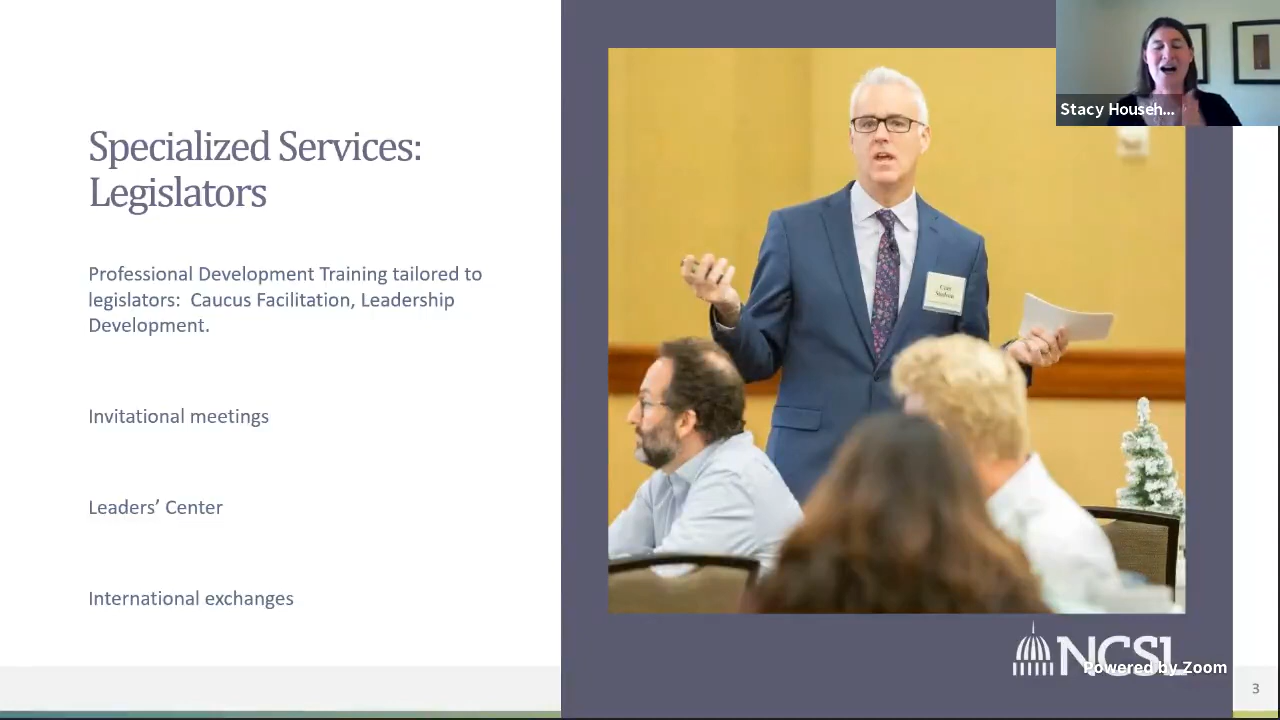 Specialized Services:
Legislators
Professional Development Training tailored to
legislators:  Caucus Facilitation, Leadership
Development.
Invitational meetings
Leaders’ Center
International exchanges
Stacy Househ...
NCSL
Powered by Zoom
3